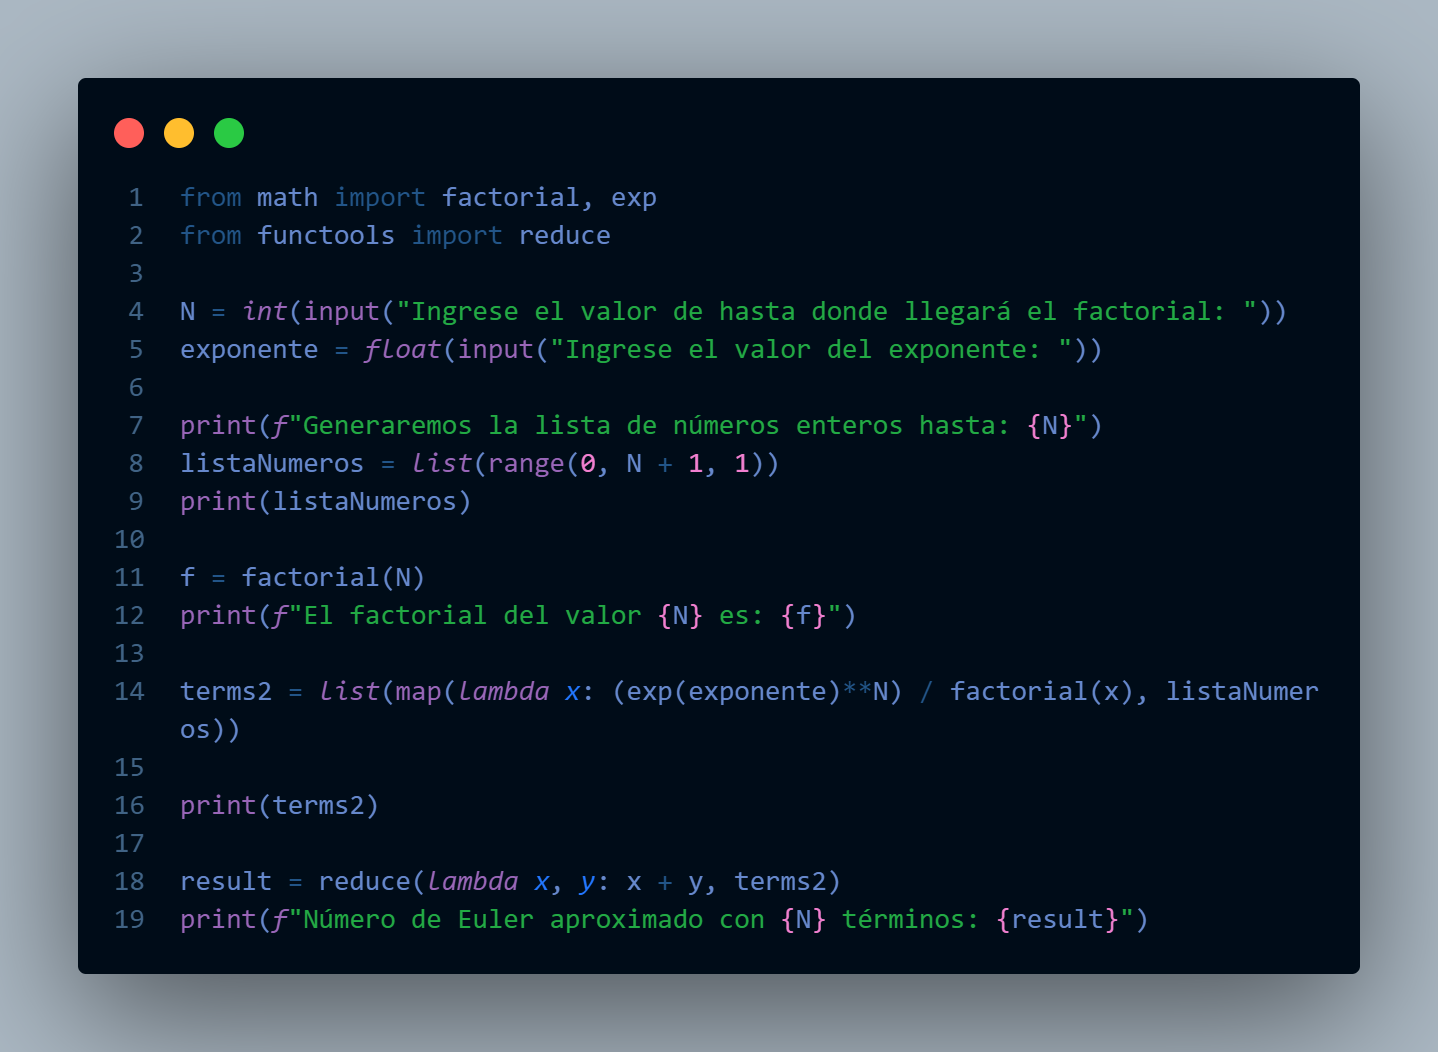 1 from math import factorial, exp
2 from functools import reduce
3
4 N = int(input("Ingrese el valor de hasta donde llegará el factorial: "))
5 exponente = float(input("Ingrese el valor del exponente: "))
6
7 print(f"Generaremos la lista de números enteros hasta: {N}")
8 listaNumeros = list(range(0, N + 1, 1))
9 print(listaNumeros)
10
11 f = factorial(N)
12 print(f"El factorial del valor {N} es: {f}")
13
14 terms2 = list(map(lambda x: (exp(exponente)**N) / factorial(x), listaNumer
os))
15
16 print(terms2)
17
18 result = reduce(lambda x, y: x + y, terms2)
19 print(f"Número de Euler aproximado con {N} términos: {result}")